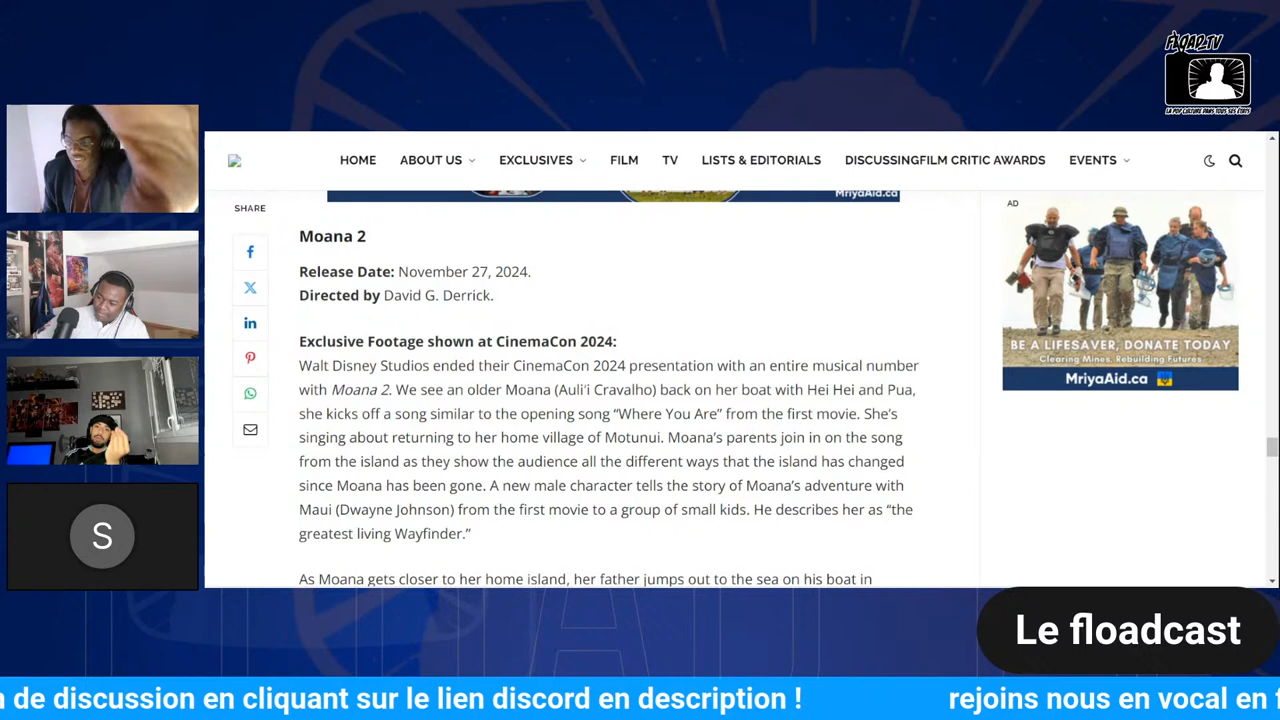 FLOAD.TV
LA POP CULTURE DANS TOUS SES ÉTATS
HOME ABOUT US EXCLUSIVES FILM TV LISTS & EDITORIALS DISCUSSINGFILM CRITIC AWARDS EVENTS
MriyaAid.ca
SHARE
AD
Moana 2
Release Date: November 27, 2024.
Directed by David G. Derrick.
Exclusive Footage shown at CinemaCon 2024:
Walt Disney Studios ended their CinemaCon 2024 presentation with an entire musical number
with Moana 2. We see an older Moana (Auli‘i Cravalho) back on her boat with Hei Hei and Pua,
she kicks off a song similar to the opening song “Where You Are” from the first movie. She’s
singing about returning to her home village of Motunui. Moana’s parents join in on the song
from the island as they show the audience all the different ways that the island has changed
since Moana has been gone. A new male character tells the story of Moana’s adventure with
Maui (Dwayne Johnson) from the first movie to a group of small kids. He describes her as “the
greatest living Wayfinder.”
As Moana gets closer to her home island, her father jumps out to the sea on his boat in
BE A LIFESAVER, DONATE TODAY
Clearing Mines. Rebuilding Futures.
MriyaAid.ca
S
Le floadcast
n de discussion en cliquant sur le lien discord en description ! rejoins nous en vocal en